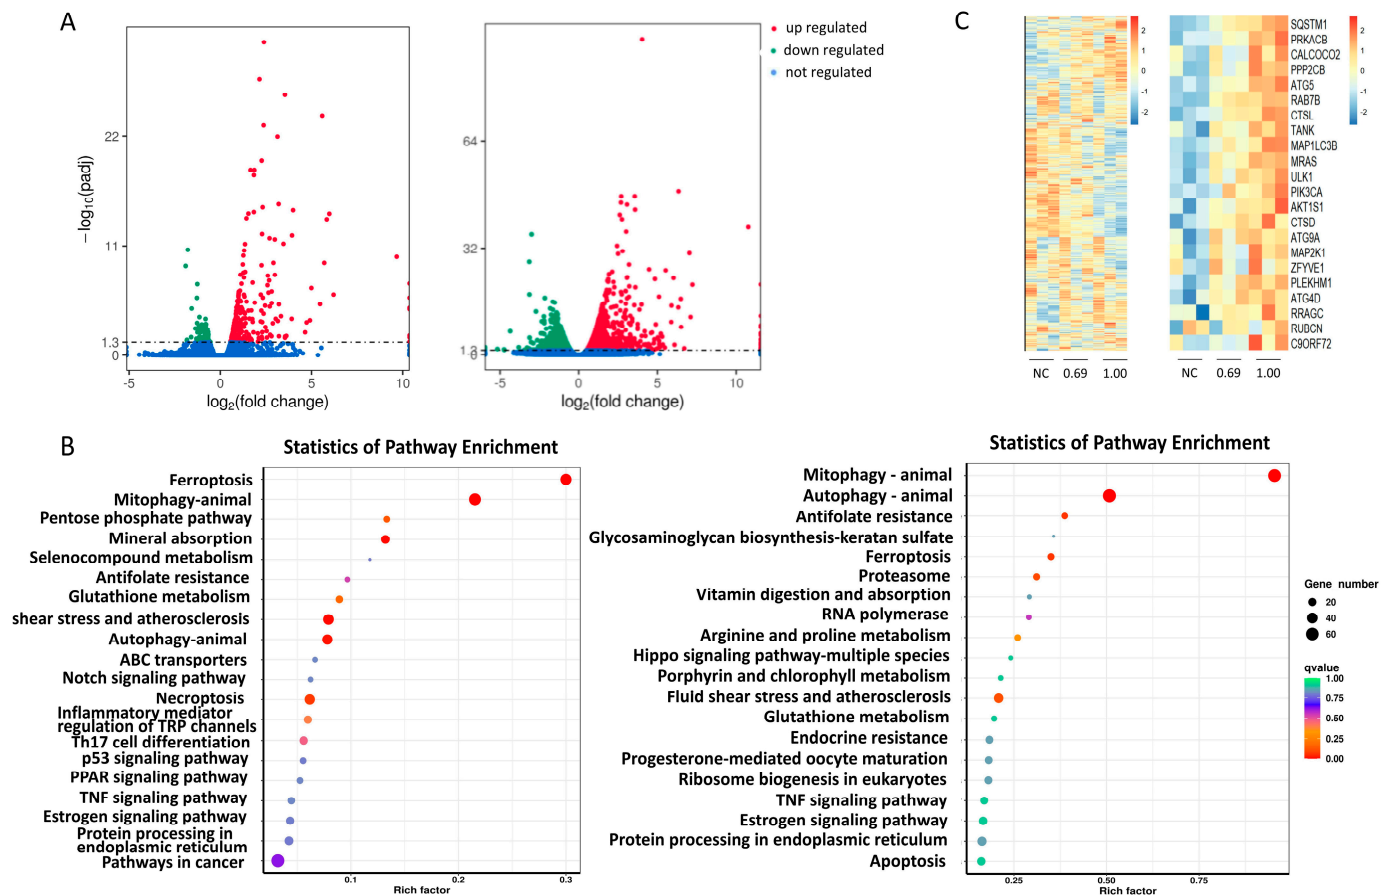 A
up regulated
down regulated
not regulated
22
11
1.3
0
−log10(padj)
-5
0
5
10
log2(fold change)
64
32
-5
0
5
10
log2(fold change)
C
2
1
-1
-2
NC
0.69
1.00
SQSTM1
PRKACB
CALCOCO2
PPP2CB
ATG5
RAB7B
CTSL
TANK
MAP1LC3B
MRAS
ULK1
PIK3CA
AKT1S1
CTSD
ATG9A
MAP2K1
ZFYVE1
PLEKHM1
ATG4D
RRAGC
RUBCN
C9ORF72
2
1
-1
-2
NC
0.69
1.00
B
Statistics of Pathway Enrichment
Ferroptosis
Mitophagy-animal
Pentose phosphate pathway
Mineral absorption
Selenocompound metabolism
Antifolate resistance
Glutathione metabolism
shear stress and atherosclerosis
Autophagy-animal
ABC transporters
Notch signaling pathway
Necroptosis
Inflammatory mediator
regulation of TRP channels
Th17 cell differentiation
p53 signaling pathway
PPAR signaling pathway
TNF signaling pathway
Estrogen signaling pathway
Protein processing in
endoplasmic reticulum
Pathways in cancer
0.1
0.2
0.3
Rich factor
Statistics of Pathway Enrichment
Mitophagy - animal
Autophagy - animal
Antifolate resistance
Glycosaminoglycan biosynthesis-keratan sulfate
Ferroptosis
Proteasome
Vitamin digestion and absorption
RNA polymerase
Arginine and proline metabolism
Hippo signaling pathway-multiple species
Porphyrin and chlorophyll metabolism
Fluid shear stress and atherosclerosis
Glutathione metabolism
Endocrine resistance
Progesterone-mediated oocyte maturation
Ribosome biogenesis in eukaryotes
TNF signaling pathway
Estrogen signaling pathway
Protein processing in endoplasmic reticulum
Apoptosis
0.25
0.50
0.75
Rich factor
Gene number
20
40
60
qvalue
1.00
0.75
0.50
0.25
0.00